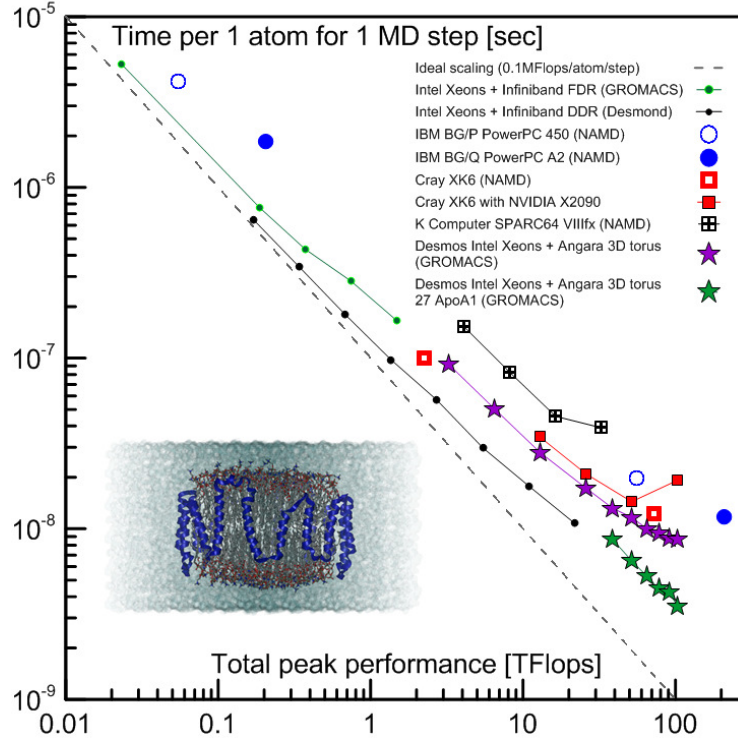 10^-5
Time per 1 atom for 1 MD step [sec]
Ideal scaling (0.1MFlops/atom/step)
Intel Xeons + Infiniband FDR (GROMACS)
Intel Xeons + Infiniband DDR (Desmond)
IBM BG/P PowerPC 450 (NAMD)
IBM BG/Q PowerPC A2 (NAMD)
Cray XK6 (NAMD)
Cray XK6 with NVIDIA X2090
K Computer SPARC64 VIIIfx (NAMD)
Desmos Intel Xeons + Angara 3D torus
(GROMACS)
Desmos Intel Xeons + Angara 3D torus
27 ApoA1 (GROMACS)
10^-6
10^-7
10^-8
Total peak performance [TFlops]
10^-9
0.01 0.1 1 10 100